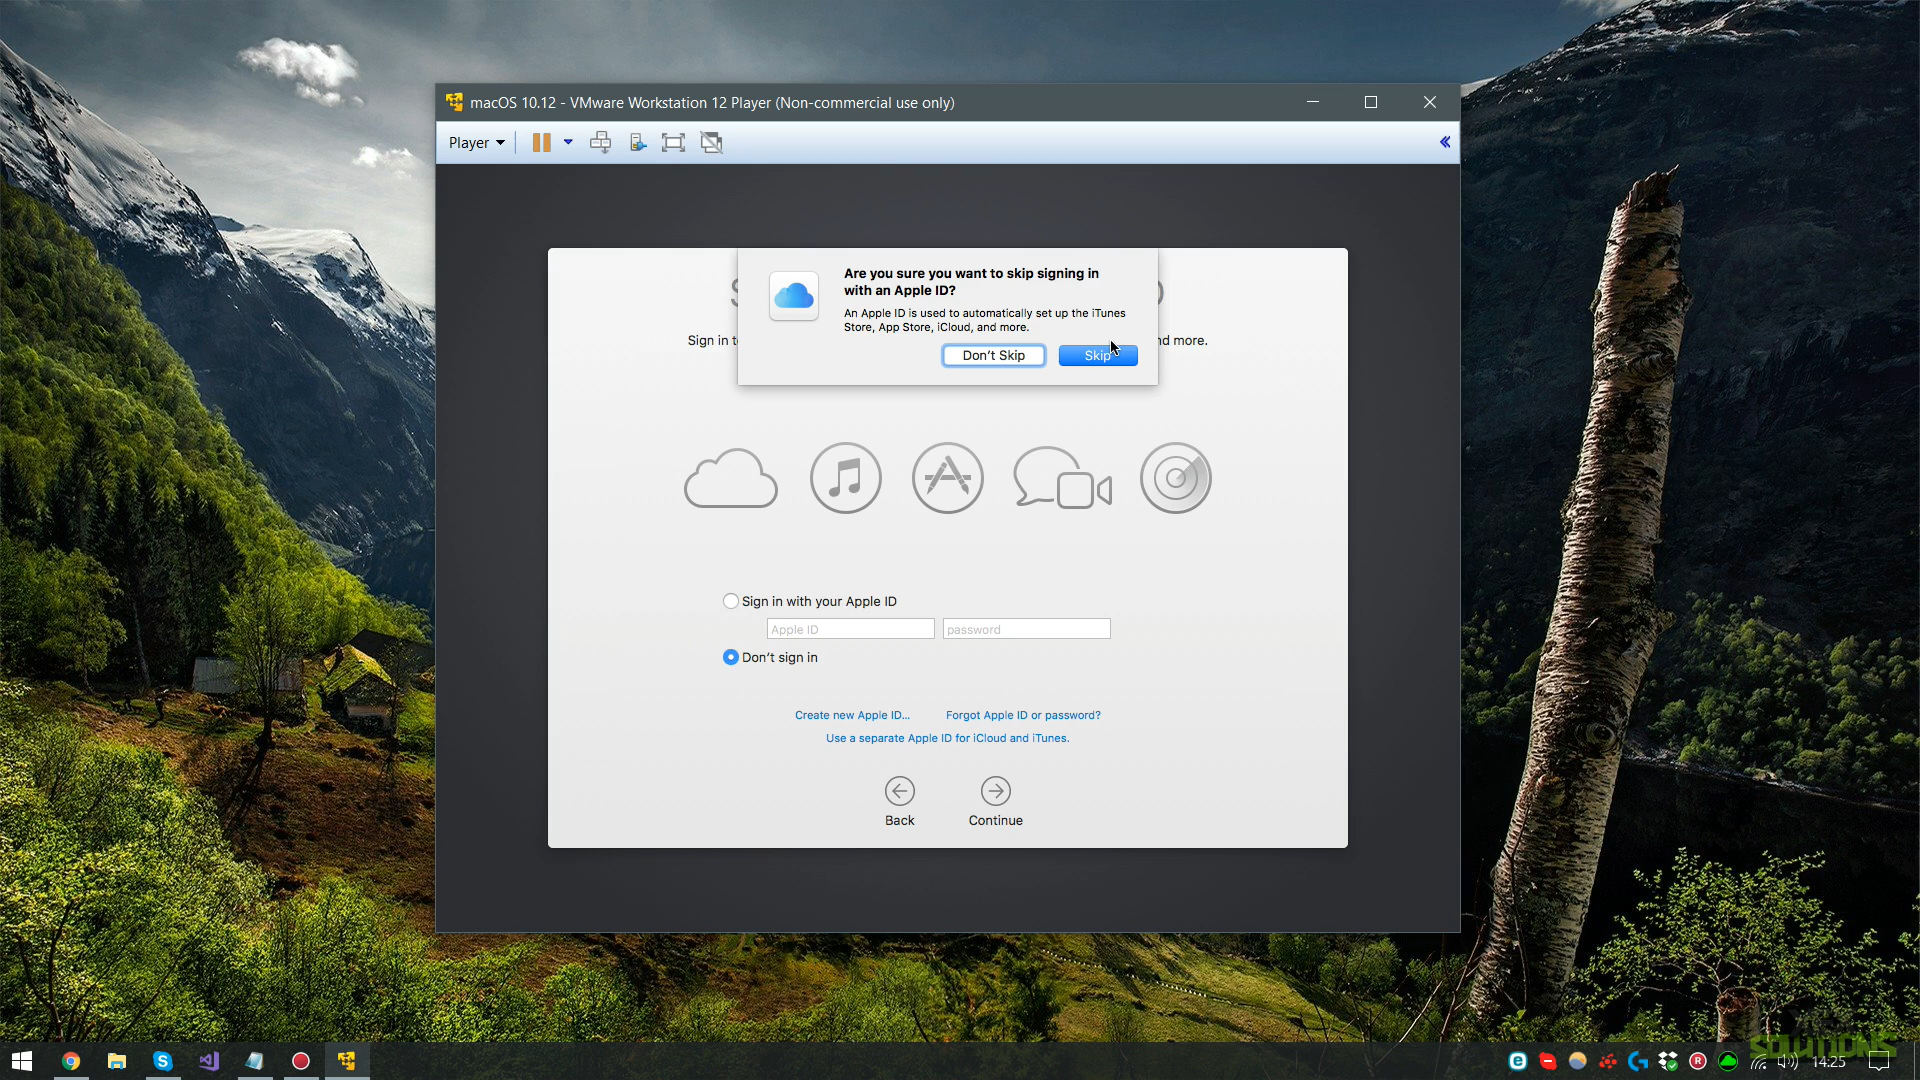 macOS 10.12 - VMware Workstation 12 Player (Non-commercial use only)
Player
Are you sure you want to skip signing in
with an Apple ID?
An Apple ID is used to automatically set up the iTunes
Store, App Store, iCloud, and more.
Sign in
nd more.
Don't Skip
Skip
Sign in with your Apple ID
Apple ID
password
Don't sign in
Create new Apple ID...
Forgot Apple ID or password?
Use a separate Apple ID for iCloud and iTunes.
Back
Continue
SOLUTIONS
14:25